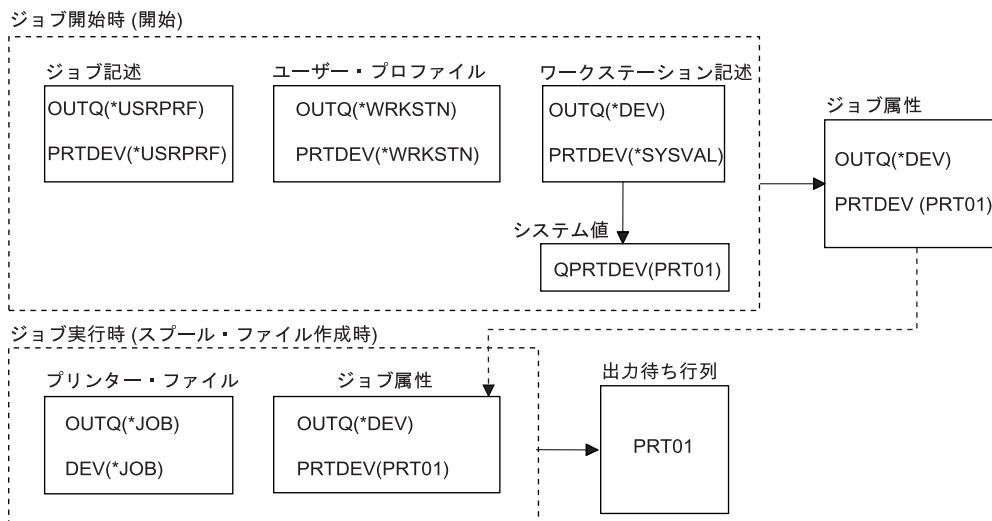 ジョブ開始時 (開始)
ジョブ記述
OUTQ(*USRPRF)
PRTDEV(*USRPRF)
ユーザー・プロファイル
OUTQ(*WRKSTN)
PRTDEV(*WRKSTN)
ワークステーション記述
OUTQ(*DEV)
PRTDEV(*SYSVAL)
システム値
QPRTDEV(PRT01)
ジョブ属性
OUTQ(*DEV)
PRTDEV (PRT01)
ジョブ実行時 (スプール・ファイル作成時)
プリンター・ファイル
OUTQ(*JOB)
DEV(*JOB)
ジョブ属性
OUTQ(*DEV)
PRTDEV(PRT01)
出力待ち行列
PRT01